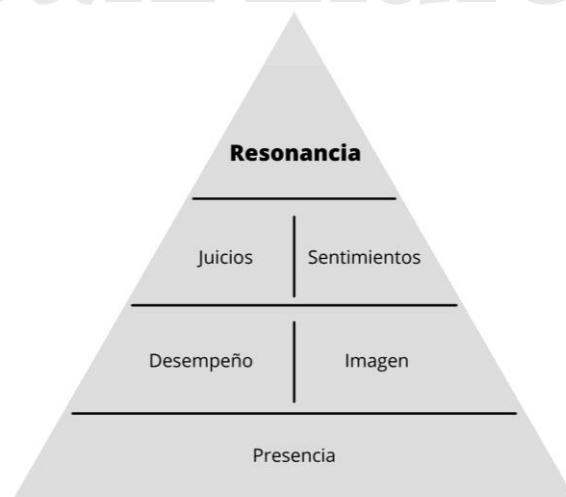 Resonancia
Juicios
Sentimientos
Desempeño
Imagen
Presencia